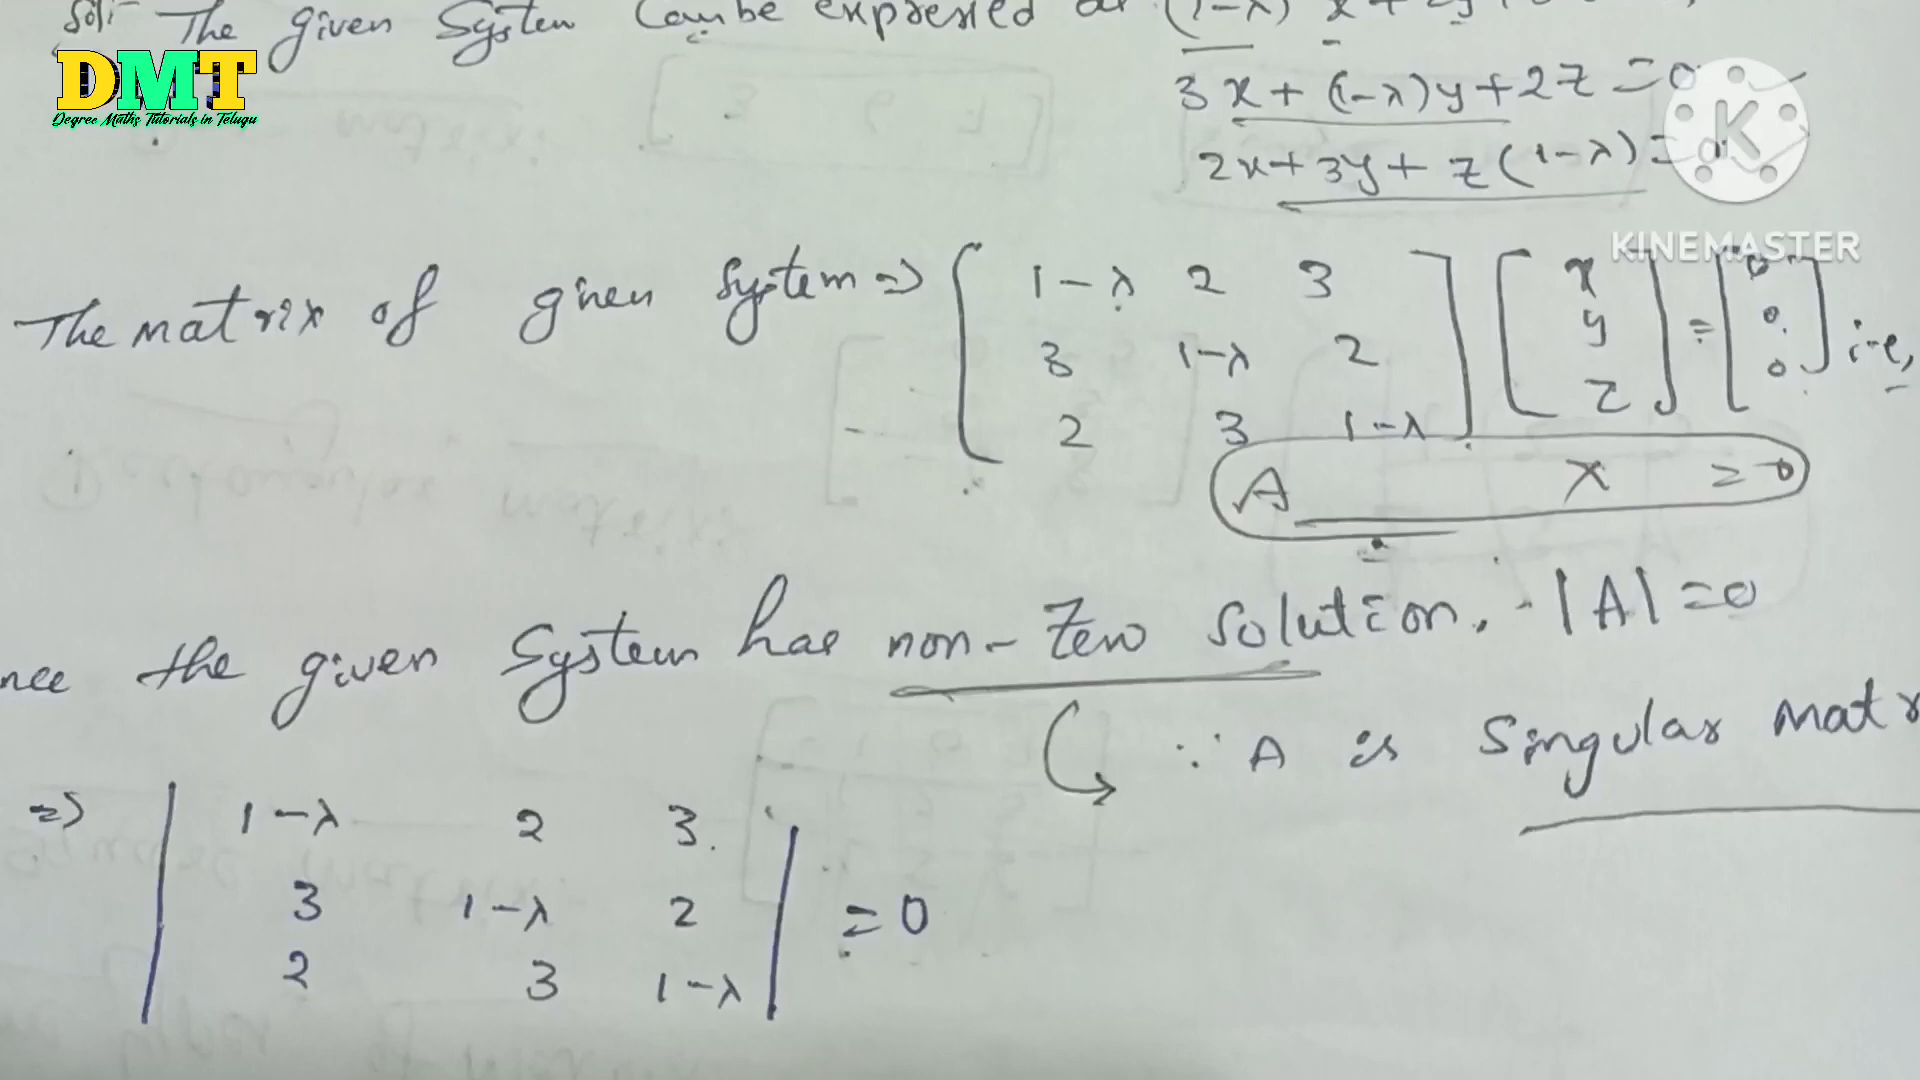 Sol:- The given System Can be expressed as (1-λ) x + 2y
DMT
Degree Maths Tutorials in Telugu
3x + (1-λ)y + 2z = 0
2x + 3y + z(1-λ) = 0
KINEMASTER
The matrix of given System ⇒ [ 1-λ 2 3 ] [ x ] = [ 0 ]
3 1-λ 2 y 0 i-e,
2 3 1-λ z 0
A X = 0
nce the given System has non-Zero Solution. |A| = 0
∵ A is Singular matr
⇒ | 1-λ 2 3 |
3 1-λ 2 = 0
2 3 1-λ